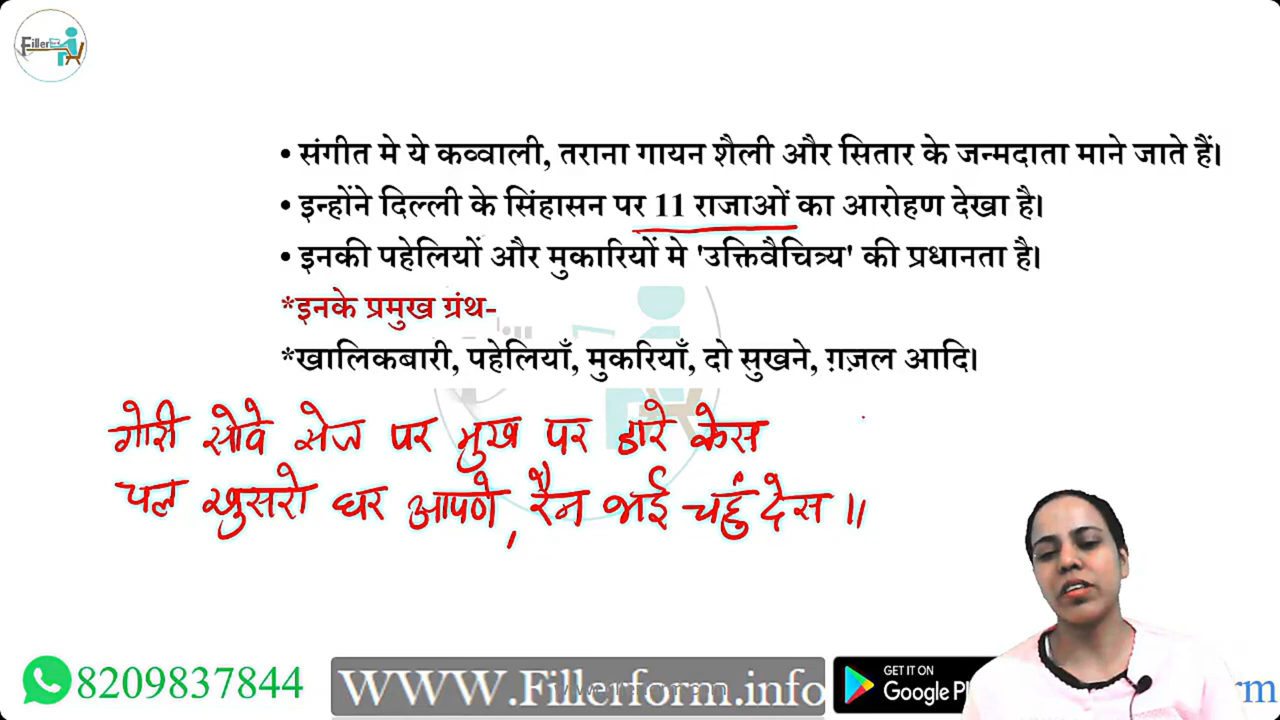 Fillerform
• संगीत मे ये कव्वाली, तराना गायन शैली और सितार के जन्मदाता माने जाते हैं।
• इन्होंने दिल्ली के सिंहासन पर 11 राजाओं का आरोहण देखा है।
• इनकी पहेलियों और मुकारियों मे 'उक्तिवैचित्र्य' की प्रधानता है।
*इनके प्रमुख ग्रंथ-
*खालिकबारी, पहेलियाँ, मुकरियाँ, दो सुखने, ग़ज़ल आदि।
गोरी सोवे सेज पर मुख पर डारे केस
चल खुसरो घर आपणे, रैन भई चहुं देस ॥
8209837844
WWW.Fillerform.info
GET IT ON
Google Pl